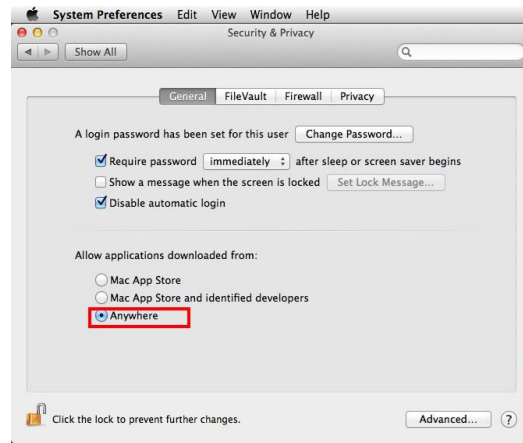 System Preferences Edit View Window Help
Security & Privacy
Show All
General FileVault Firewall Privacy
A login password has been set for this user Change Password...
Require password immediately after sleep or screen saver begins
Show a message when the screen is locked Set Lock Message...
Disable automatic login
Allow applications downloaded from:
Mac App Store
Mac App Store and identified developers
Anywhere
Click the lock to prevent further changes. Advanced... ?